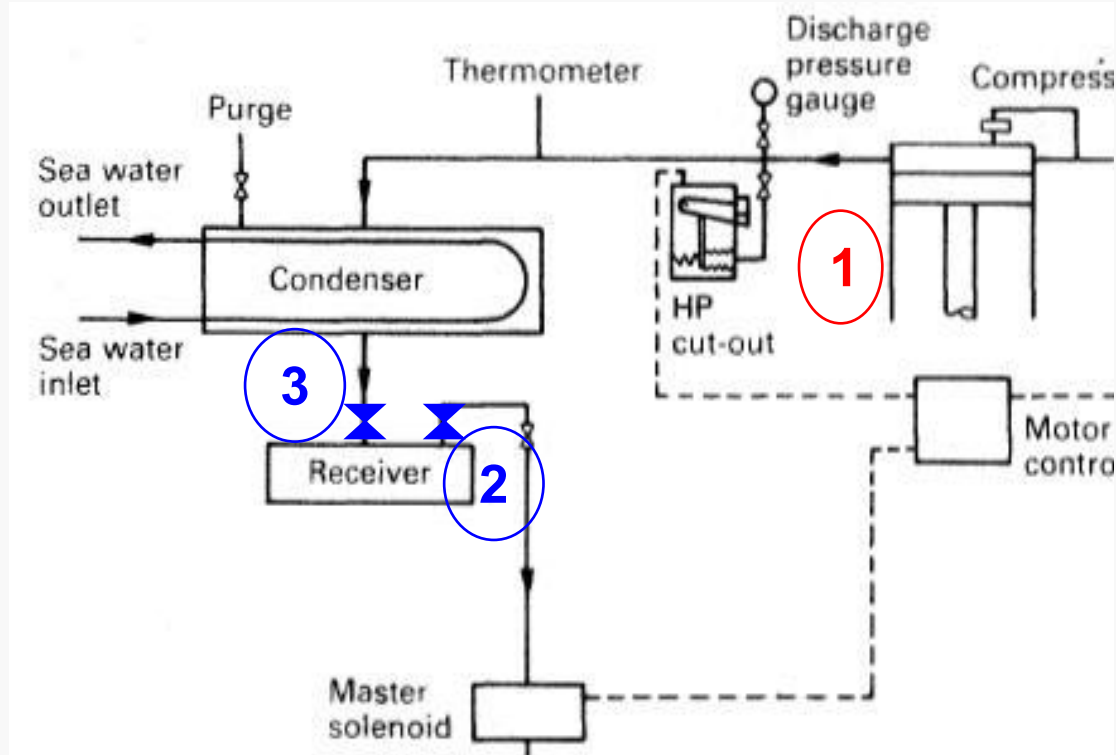 Discharge
pressure
gauge
Compress
Thermometer
Purge
Sea water
outlet
Condenser
1
HP
cut-out
Sea water
inlet
3
Motor
contro
Receiver
2
Master
solenoid